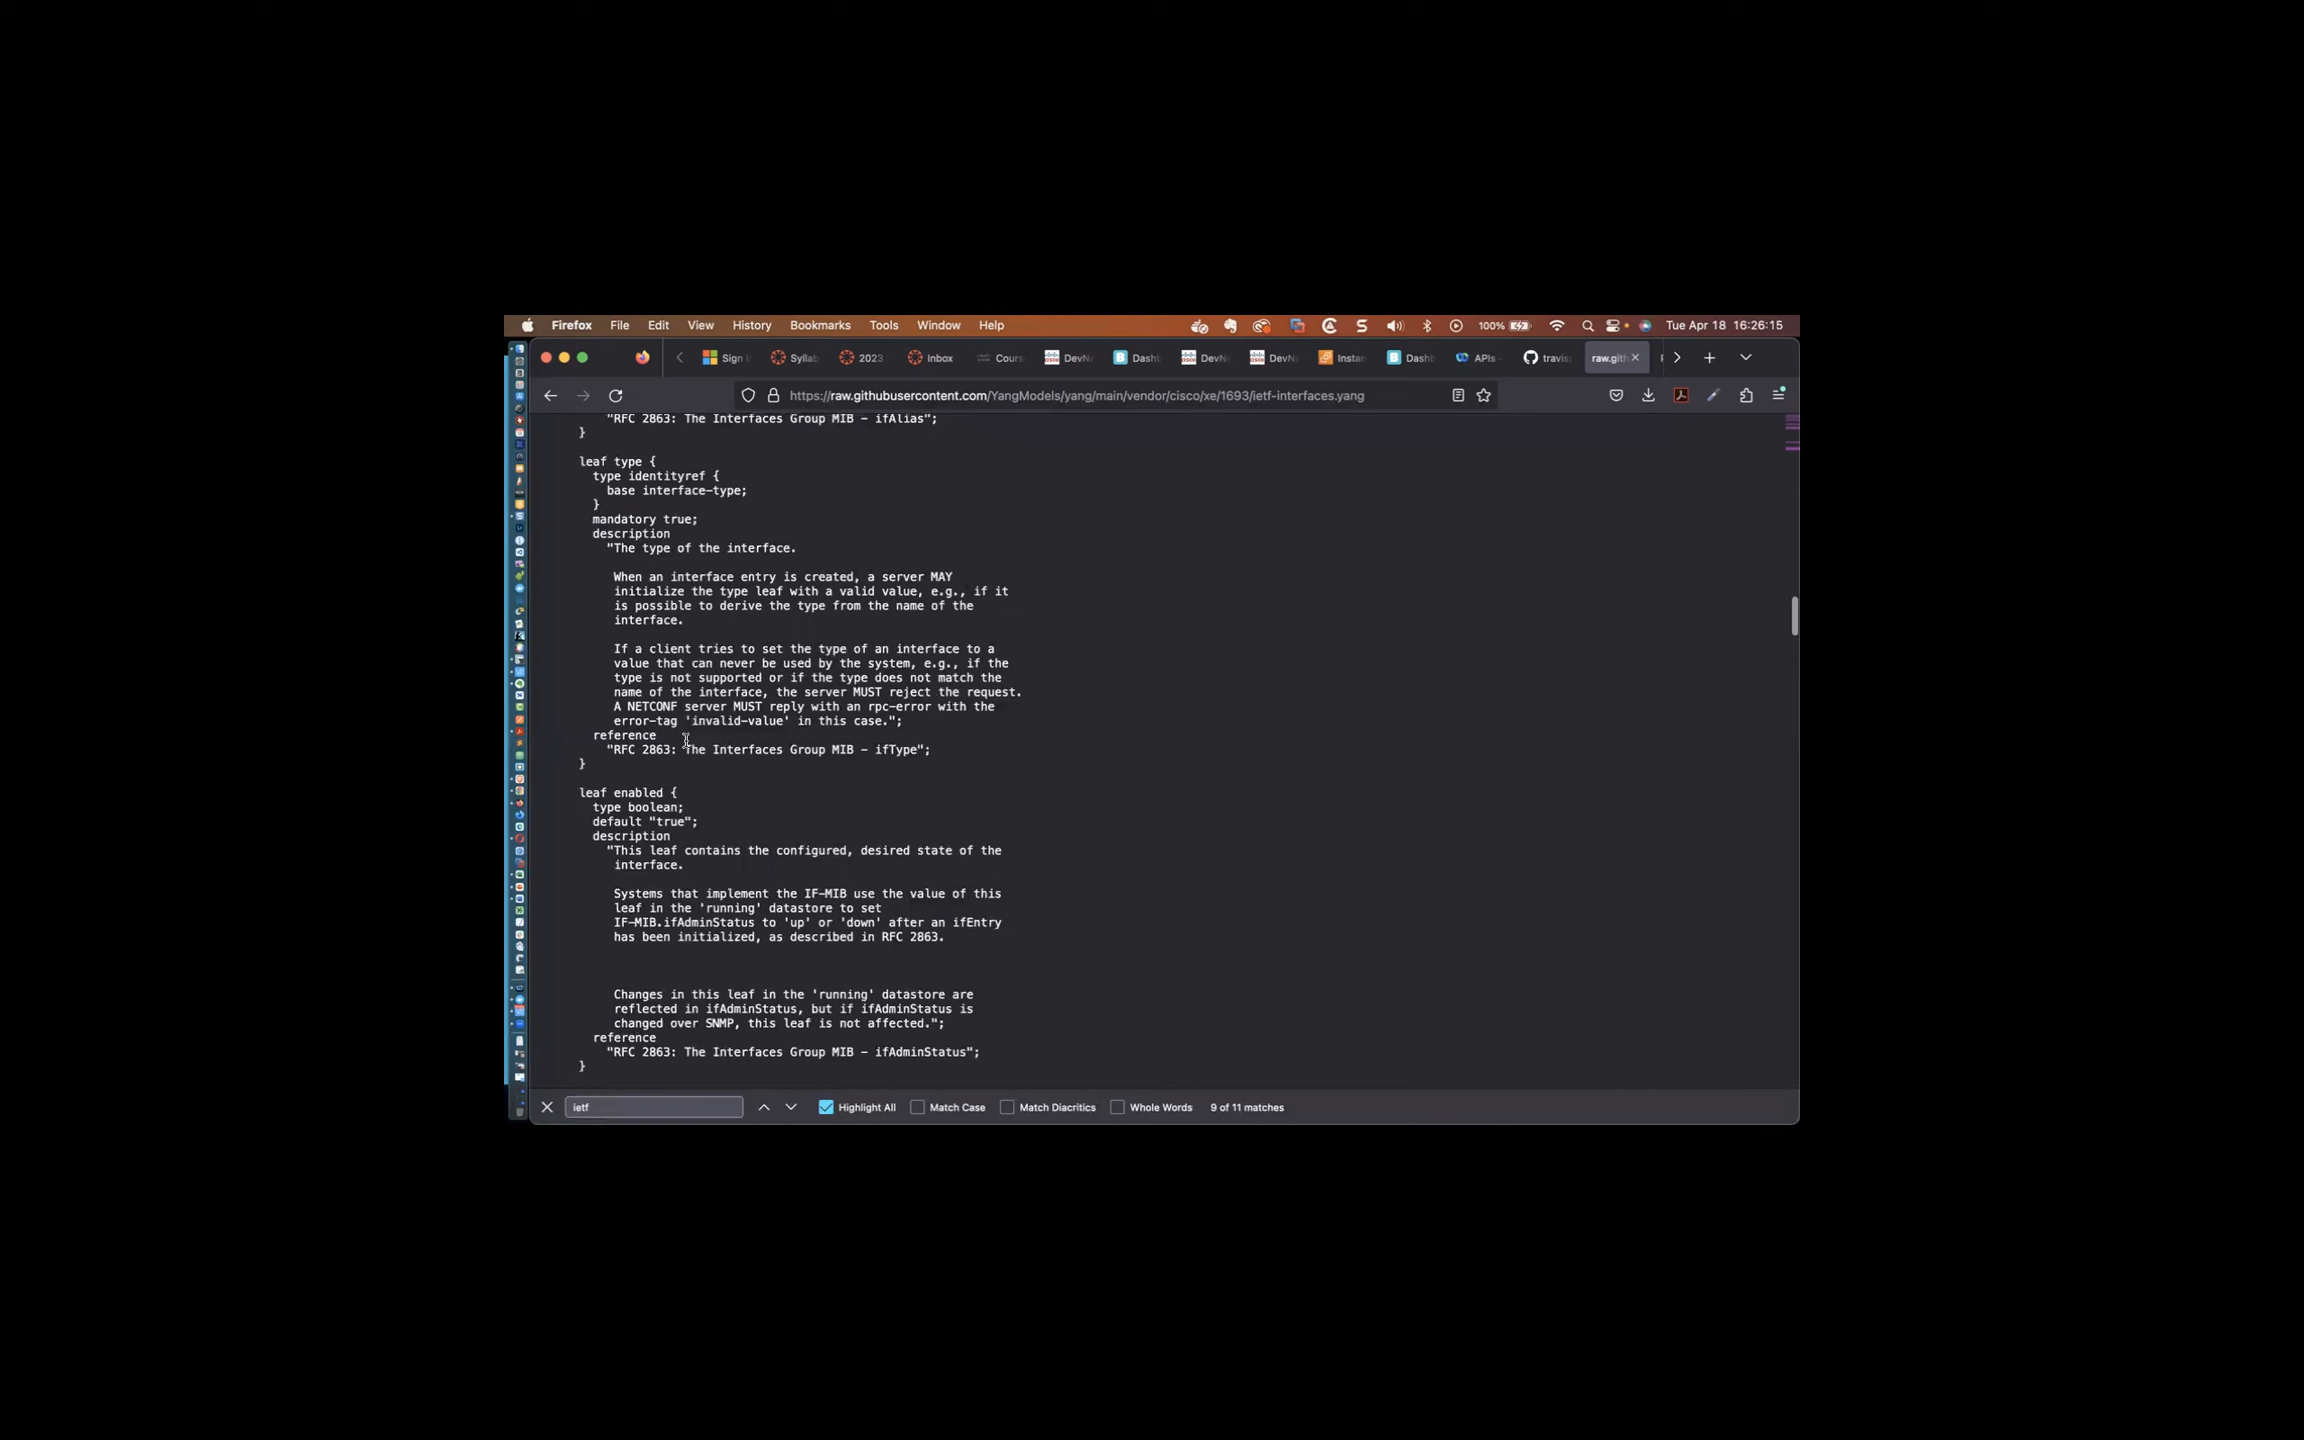 Firefox File Edit View History Bookmarks Tools Window Help 100% Tue Apr 18 16:26:15
Sign i Syllab 2023 Inbox Cours DevN Dash DevN DevN Instan Dash APIs - travis raw.gith
https://raw.githubusercontent.com/YangModels/yang/main/vendor/cisco/xe/1693/ietf-interfaces.yang
"RFC 2863: The Interfaces Group MIB - ifAlias";
}
leaf type {
type identityref {
base interface-type;
}
mandatory true;
description
"The type of the interface.
When an interface entry is created, a server MAY
initialize the type leaf with a valid value, e.g., if it
is possible to derive the type from the name of the
interface.
If a client tries to set the type of an interface to a
value that can never be used by the system, e.g., if the
type is not supported or if the type does not match the
name of the interface, the server MUST reject the request.
A NETCONF server MUST reply with an rpc-error with the
error-tag 'invalid-value' in this case.";
reference
"RFC 2863: The Interfaces Group MIB - ifType";
}
leaf enabled {
type boolean;
default "true";
description
"This leaf contains the configured, desired state of the
interface.
Systems that implement the IF-MIB use the value of this
leaf in the 'running' datastore to set
IF-MIB.ifAdminStatus to 'up' or 'down' after an ifEntry
has been initialized, as described in RFC 2863.
Changes in this leaf in the 'running' datastore are
reflected in ifAdminStatus, but if ifAdminStatus is
changed over SNMP, this leaf is not affected.";
reference
"RFC 2863: The Interfaces Group MIB - ifAdminStatus";
}
ietf Highlight All Match Case Match Diacritics Whole Words 9 of 11 matches